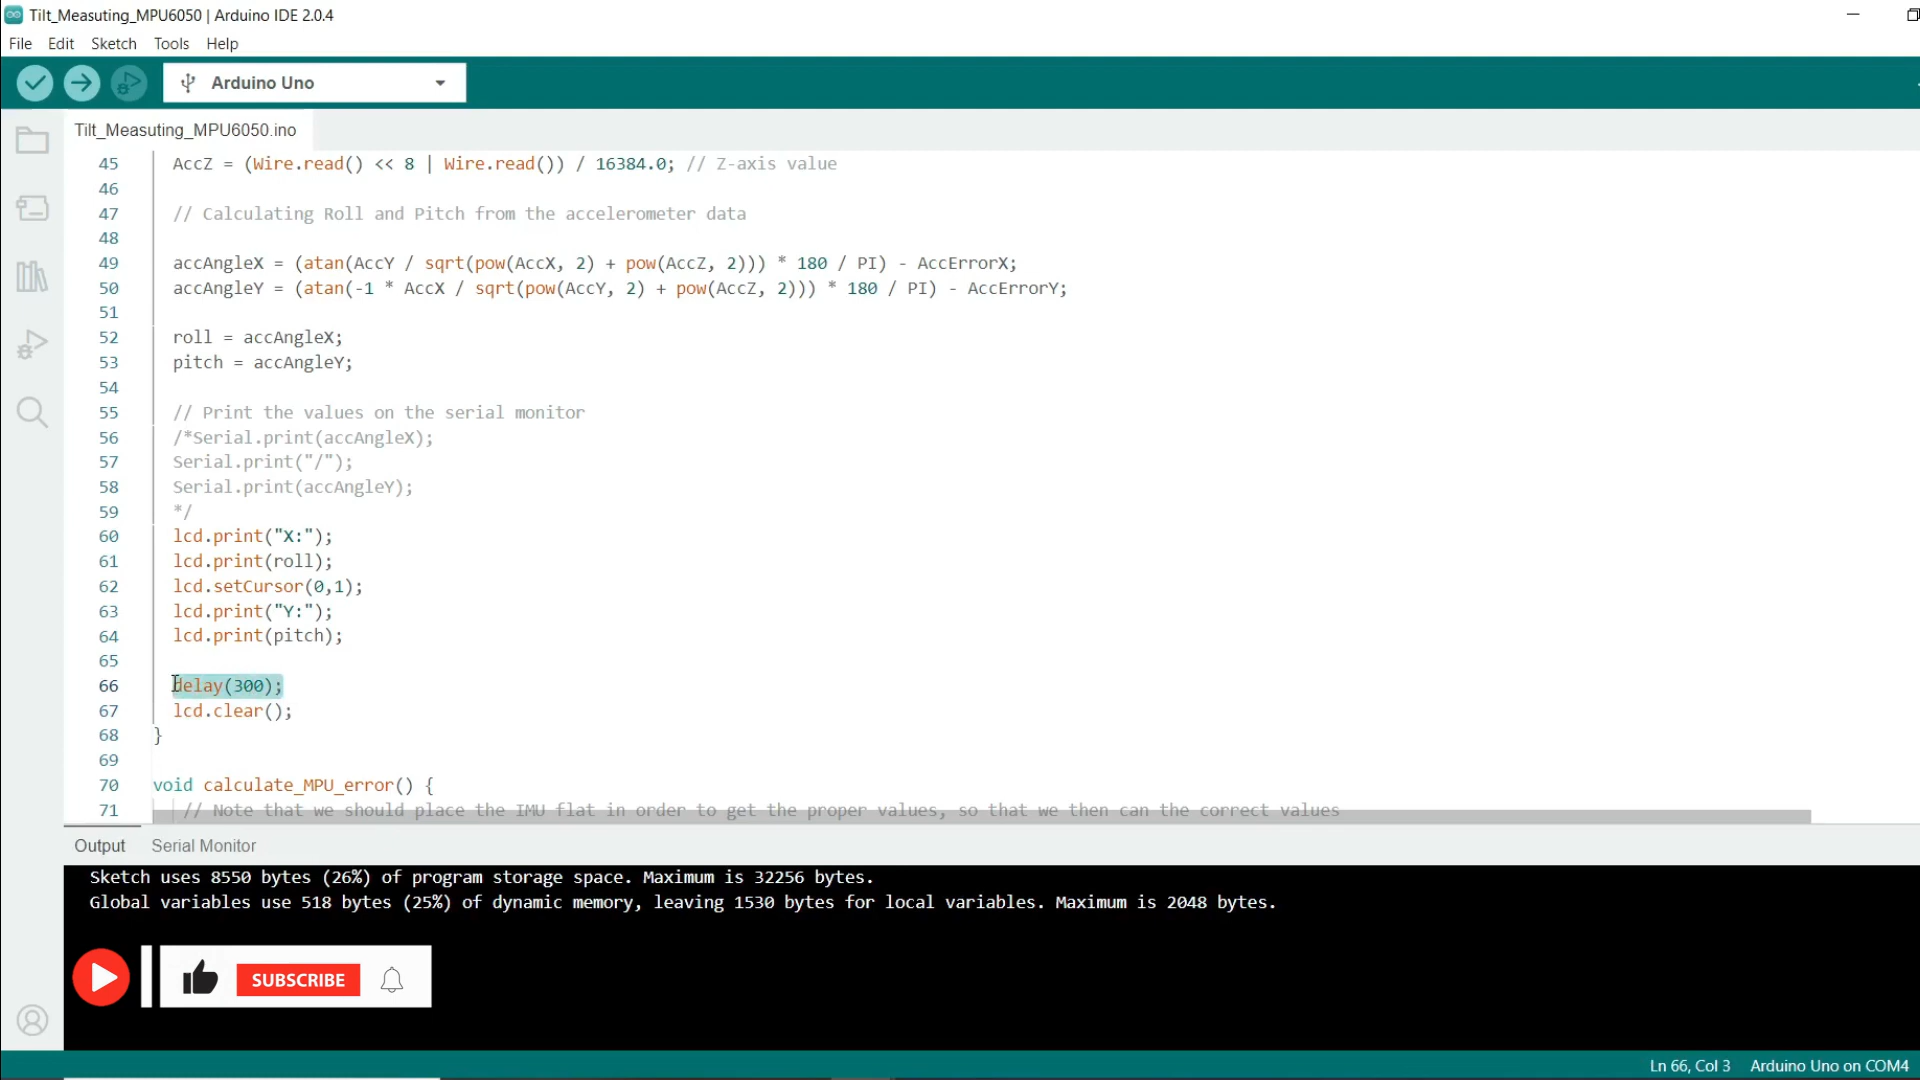 Tilt_Measuting_MPU6050 | Arduino IDE 2.0.4
File Edit Sketch Tools Help
Arduino Uno
Tilt_Measuting_MPU6050.ino
45 AccZ = (Wire.read() << 8 | Wire.read()) / 16384.0; // Z-axis value
46
47 // Calculating Roll and Pitch from the accelerometer data
48
49 accAngleX = (atan(AccY / sqrt(pow(AccX, 2) + pow(AccZ, 2))) * 180 / PI) - AccErrorX;
50 accAngleY = (atan(-1 * AccX / sqrt(pow(AccY, 2) + pow(AccZ, 2))) * 180 / PI) - AccErrorY;
51
52 roll = accAngleX;
53 pitch = accAngleY;
54
55 // Print the values on the serial monitor
56 /*Serial.print(accAngleX);
57 Serial.print("/");
58 Serial.print(accAngleY);
59 */
60 lcd.print("X:");
61 lcd.print(roll);
62 lcd.setCursor(0,1);
63 lcd.print("Y:");
64 lcd.print(pitch);
65
66 delay(300);
67 lcd.clear();
68 }
69
70 void calculate_MPU_error() {
71 // Note that we should place the IMU flat in order to get the proper values, so that we then can the correct values
Output Serial Monitor
Sketch uses 8550 bytes (26%) of program storage space. Maximum is 32256 bytes.
Global variables use 518 bytes (25%) of dynamic memory, leaving 1530 bytes for local variables. Maximum is 2048 bytes.
SUBSCRIBE
Ln 66, Col 3 Arduino Uno on COM4